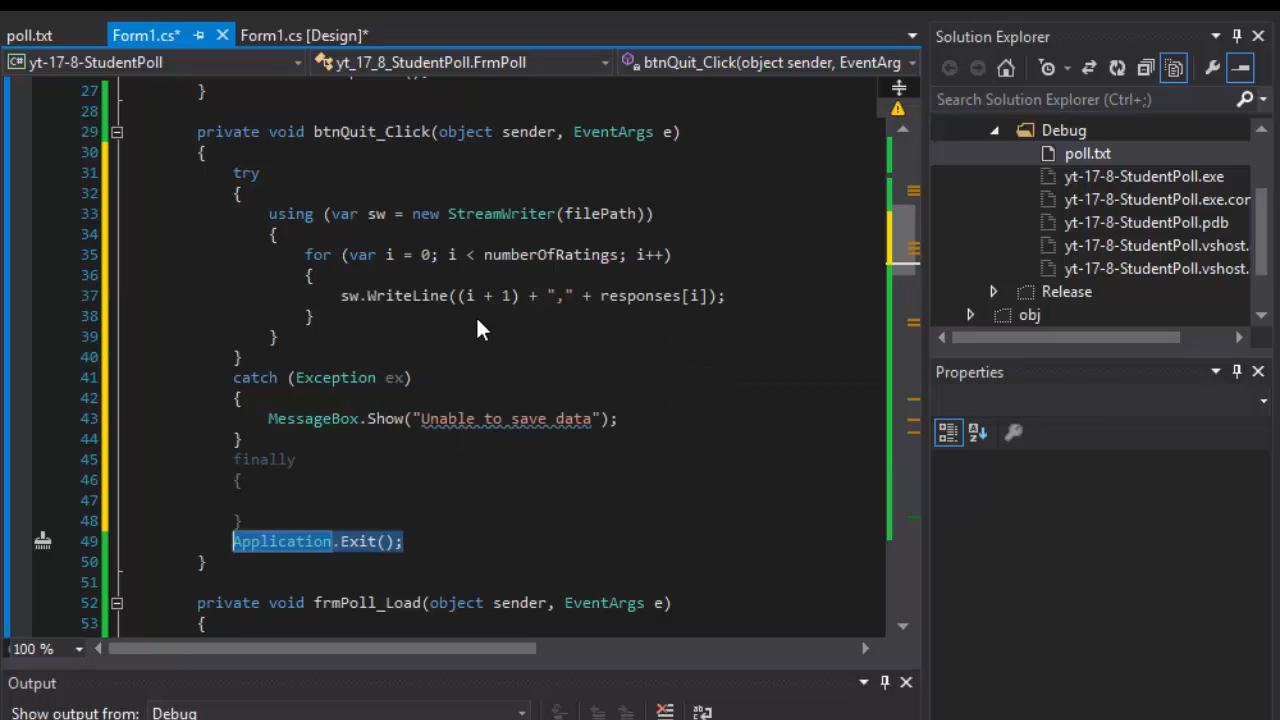 poll.txt
Form1.cs*
Form1.cs [Design]*
yt-17-8-StudentPoll
yt_17_8_StudentPoll.FrmPoll
btnQuit_Click(object sender, EventArg
27 }
28
29 private void btnQuit_Click(object sender, EventArgs e)
30 {
31 try
32 {
33 using (var sw = new StreamWriter(filePath))
34 {
35 for (var i = 0; i < numberOfRatings; i++)
36 {
37 sw.WriteLine((i + 1) + "," + responses[i]);
38 }
39 }
40 }
41 catch (Exception ex)
42 {
43 MessageBox.Show("Unable to save data");
44 }
45 finally
46 {
47
48 }
49 Application.Exit();
50 }
51
52 private void frmPoll_Load(object sender, EventArgs e)
53 {
100 %
Output
Show output from: Debug
Solution Explorer
Search Solution Explorer (Ctrl+;)
Debug
poll.txt
yt-17-8-StudentPoll.exe
yt-17-8-StudentPoll.exe.cor
yt-17-8-StudentPoll.pdb
yt-17-8-StudentPoll.vshost.
yt-17-8-StudentPoll.vshost.
Release
obj
Properties